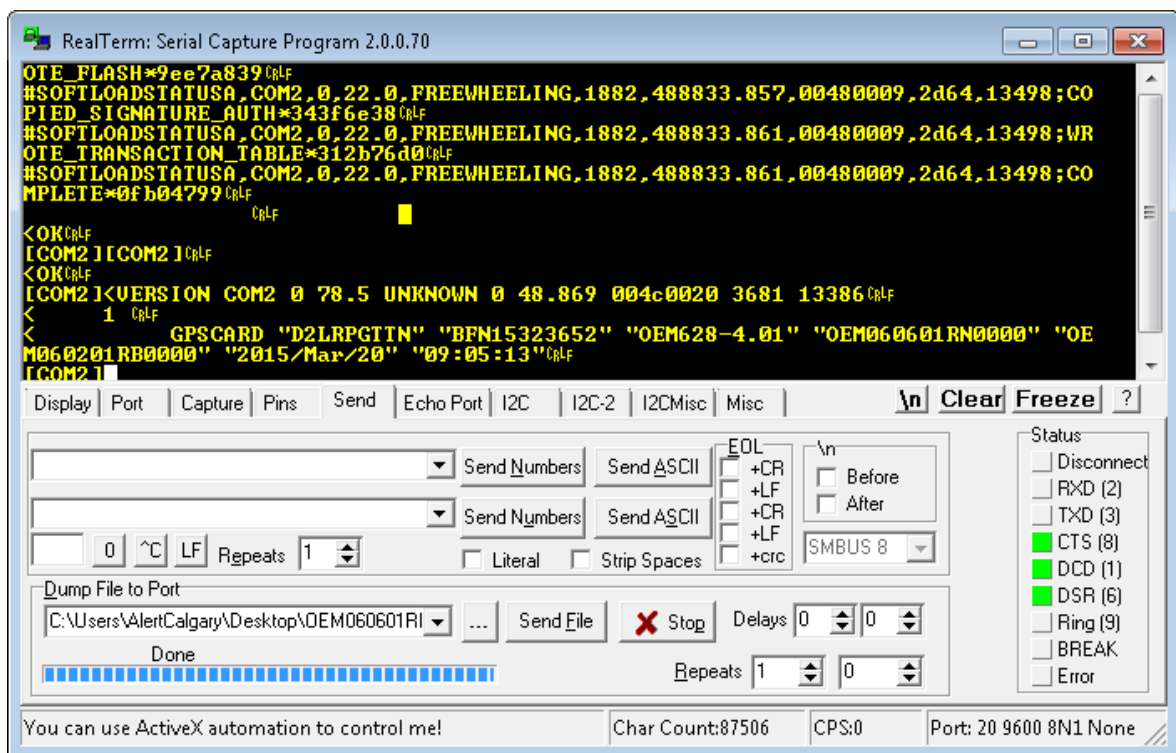 RealTerm: Serial Capture Program 2.0.0.70
OTE_FLASH*9ee7a839CRLF
#SOFTLOADSTATUSA,COM2,0,22.0,FREEWHEELING,1882,488833.857,00480009,2d64,13498;CO
PIED_SIGNATURE_AUTH*343f6e38CRLF
#SOFTLOADSTATUSA,COM2,0,22.0,FREEWHEELING,1882,488833.861,00480009,2d64,13498;WR
OTE_TRANSACTION_TABLE*312b76d0CRLF
#SOFTLOADSTATUSA,COM2,0,22.0,FREEWHEELING,1882,488833.861,00480009,2d64,13498;CO
MPLETE*0fb04799CRLF
CRLF
<OKCRLF
[COM2][COM2]CRLF
<OKCRLF
[COM2]<VERSION COM2 0 78.5 UNKNOWN 0 48.869 004c0020 3681 13386CRLF
< 1 CRLF
< GPSCARD "D2LRPGTTN" "BFN15323652" "OEM628-4.01" "OEM060601RN0000" "OE
M060201RB0000" "2015/Mar/20" "09:05:13"CRLF
[COM2]
Display Port Capture Pins Send Echo Port I2C I2C-2 I2CMisc Misc \n Clear Freeze ?
Send Numbers Send ASCII
Send Numbers Send ASCII
0 ^C LF Repeats 1
Literal Strip Spaces
EOL
+CR
+LF
+CR
+LF
+crc
\n
Before
After
SMBUS 8
Dump File to Port
C:\Users\AlertCalgary\Desktop\OEM060601RI ... Send File Stop Delays 0 0
Done
Repeats 1 0
Status
Disconnect
RXD (2)
TXD (3)
CTS (8)
DCD (1)
DSR (6)
Ring (9)
BREAK
Error
You can use ActiveX automation to control me! Char Count:87506 CPS:0 Port: 20 9600 8N1 None